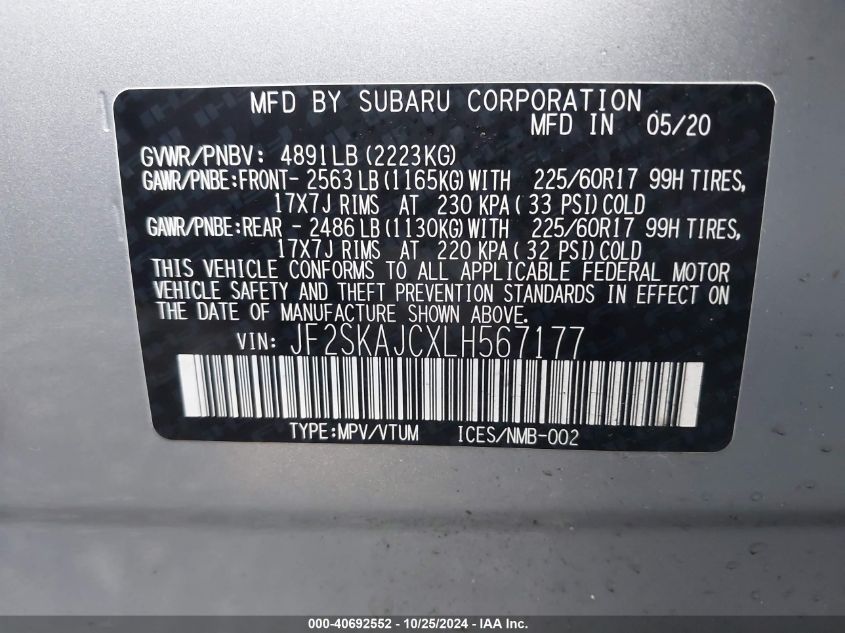 MFD BY SUBARU CORPORATION
MFD IN 05/20
GVWR/PNBV: 4891LB(2223KG)
GAWR/PNBE:FRONT- 2563LB(1165KG)WITH 225/60R17 99H TIRES,
17X7J RIMS AT 230 KPA( 33 PSI)COLD
GAWR/PNBE:REAR - 2486LB(1130KG)WITH 225/60R17 99H TIRES,
17X7J RIMS AT 220 KPA( 32 PSI)COLD
THIS VEHICLE CONFORMS TO ALL APPLICABLE FEDERAL MOTOR
VEHICLE SAFETY AND THEFT PREVENTION STANDARDS IN EFFECT ON
THE DATE OF MANUFACTURE SHOWN ABOVE.
VIN: JF2SKAJCXLH567177
TYPE:MPV/VTUM ICES/NMB-002
000-40692552 - 10/25/2024 - IAA Inc.